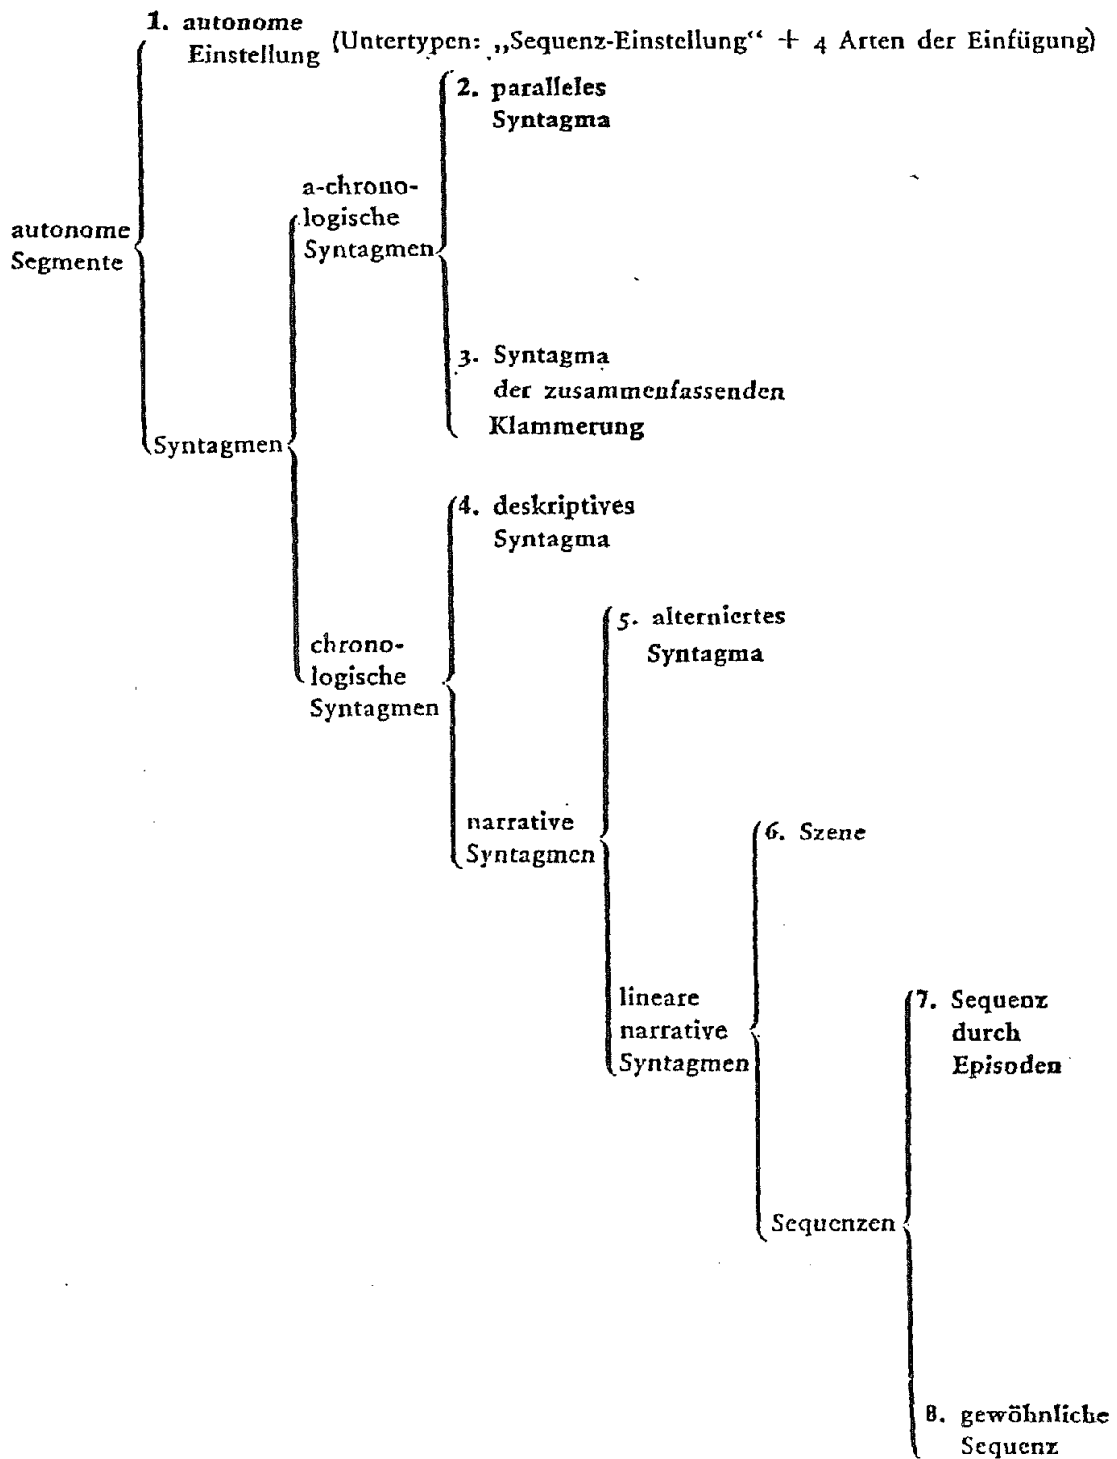 1. autonome
Einstellung (Untertypen: „Sequenz-Einstellung“ + 4 Arten der Einfügung)
2. paralleles
Syntagma
a-chrono-
logische
Syntagmen
autonome
Segmente
3. Syntagma
der zusammenfassenden
Klammerung
Syntagmen
4. deskriptives
Syntagma
5. alterniertes
Syntagma
chrono-
logische
Syntagmen
narrative
Syntagmen
6. Szene
lineare
narrative
Syntagmen
7. Sequenz
durch
Episoden
Sequenzen
8. gewöhnliche
Sequenz